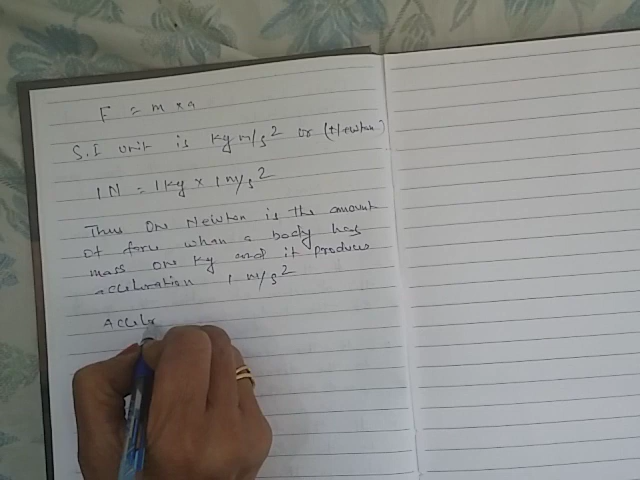 F = m × a
S.I unit is kg m/s² or (Newton)
1N = 1kg × 1 m/s²
Thus One Newton is the amount
of force when a body has
mass one kg and it produces
acceleration 1 m/s²
Accele